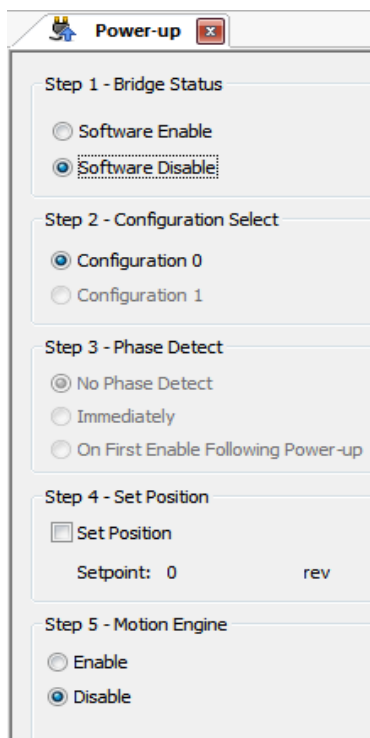 Power-up
Step 1 - Bridge Status
Software Enable
Software Disable
Step 2 - Configuration Select
Configuration 0
Configuration 1
Step 3 - Phase Detect
No Phase Detect
Immediately
On First Enable Following Power-up
Step 4 - Set Position
Set Position
Setpoint: 0 rev
Step 5 - Motion Engine
Enable
Disable